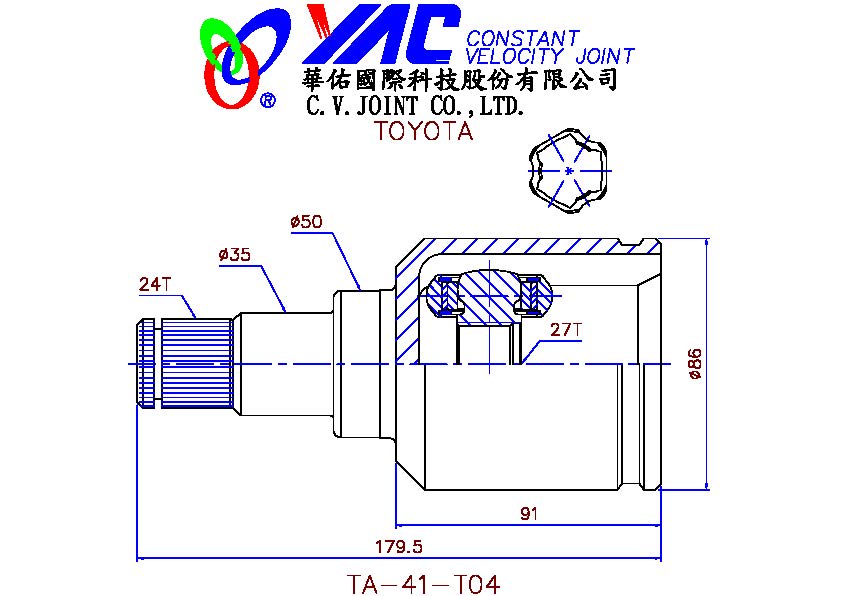 YAC CONSTANT
VELOCITY JOINT
華佑國際科技股份有限公司
®
C.V.JOINT CO.,LTD.
TOYOTA
ø50
ø35
24T
27T
ø86
91
179.5
TA-41-T04